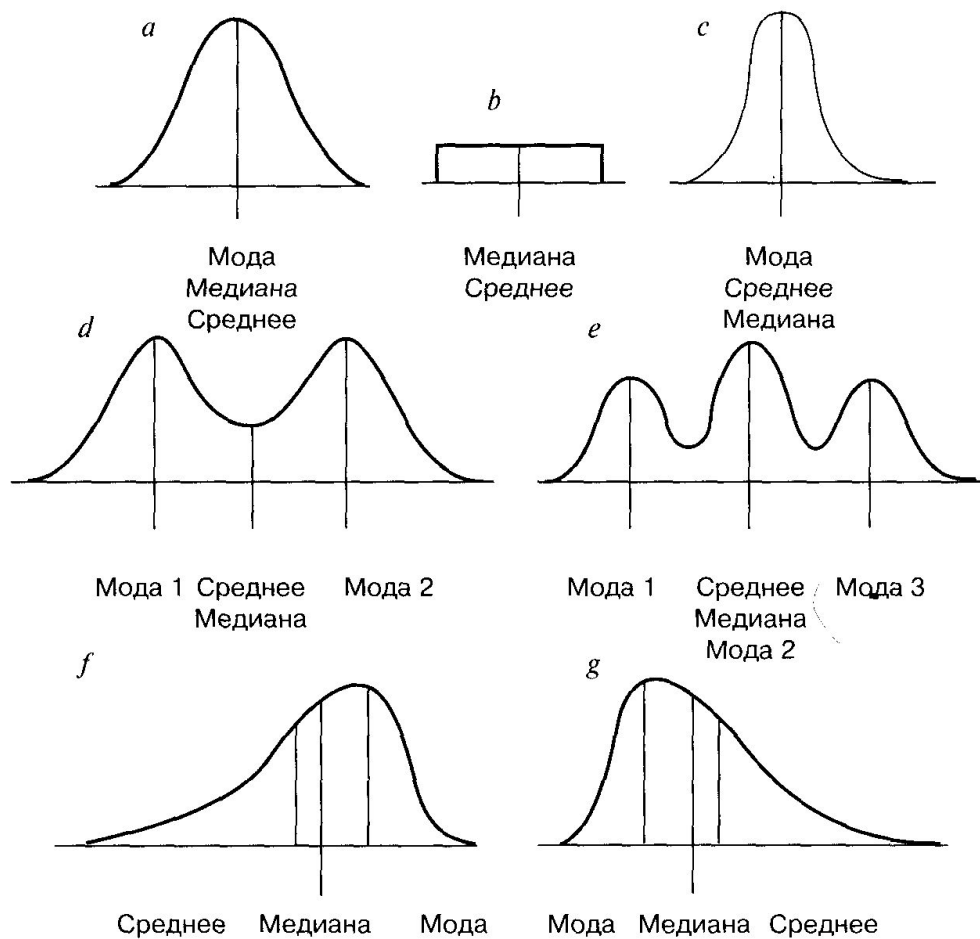 a
b
c
Мода
Медиана
Среднее
Медиана
Среднее
Мода
Среднее
Медиана
d
e
Мода 1
Среднее
Медиана
Мода 2
Мода 1
Среднее
Медиана
Мода 2
Мода 3
f
g
Среднее Медиана Мода
Мода Медиана Среднее